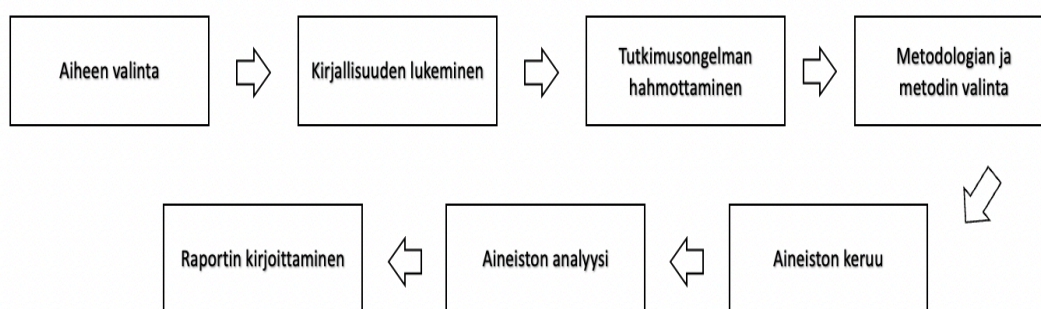 Aiheen valinta
Kirjallisuuden lukeminen
Tutkimusongelman
hahmottaminen
Metodologian ja
metodin valinta
Aineiston keruu
Aineiston analyysi
Raportin kirjoittaminen